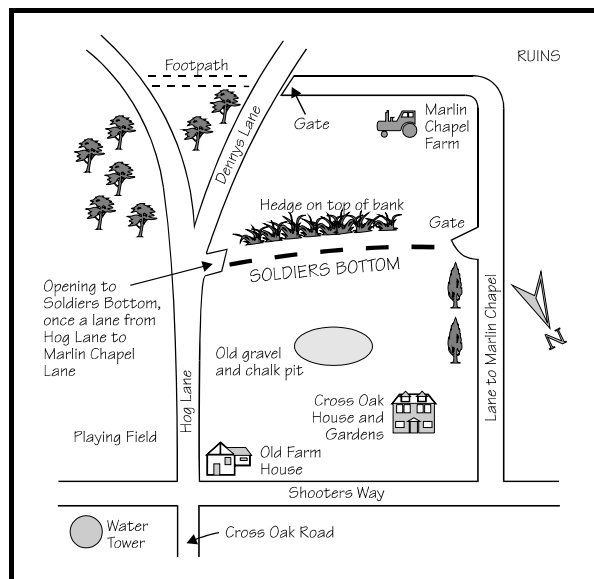 RUINS
Footpath
Gate
Marlin
Chapel
Farm
Dennys Lane
Hedge on top of bank
Gate
SOLDIERS BOTTOM
Opening to
Soldiers Bottom,
once a lane from
Hog Lane to
Marlin Chapel
Lane
N
Old gravel
and chalk pit
Lane to Marlin Chapel
Hog Lane
Cross Oak
House and
Gardens
Playing Field
Old Farm
House
Shooters Way
Water
Tower
Cross Oak Road